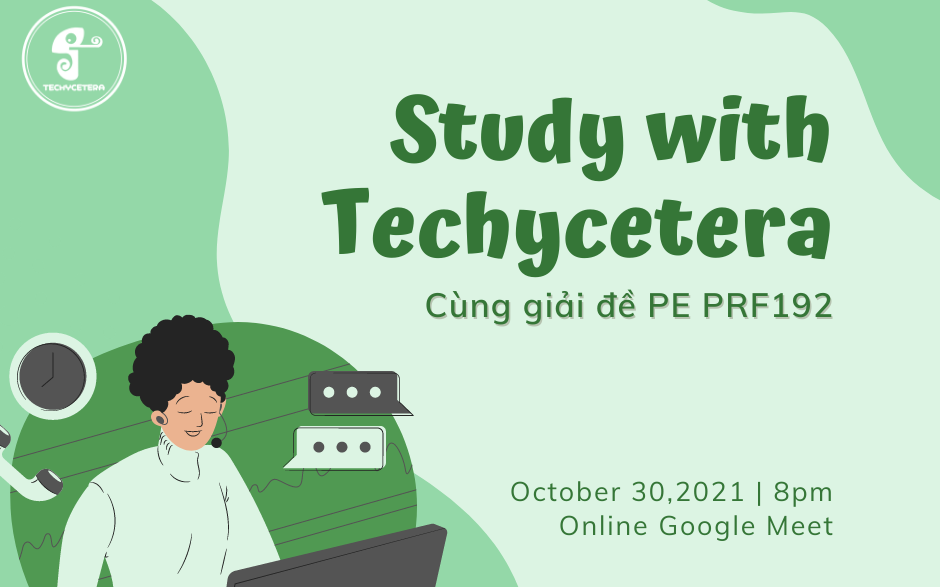 TECHYCETERA
Study with
Techycetera
Cùng giải đề PE PRF192
October 30,2021 | 8pm
Online Google Meet